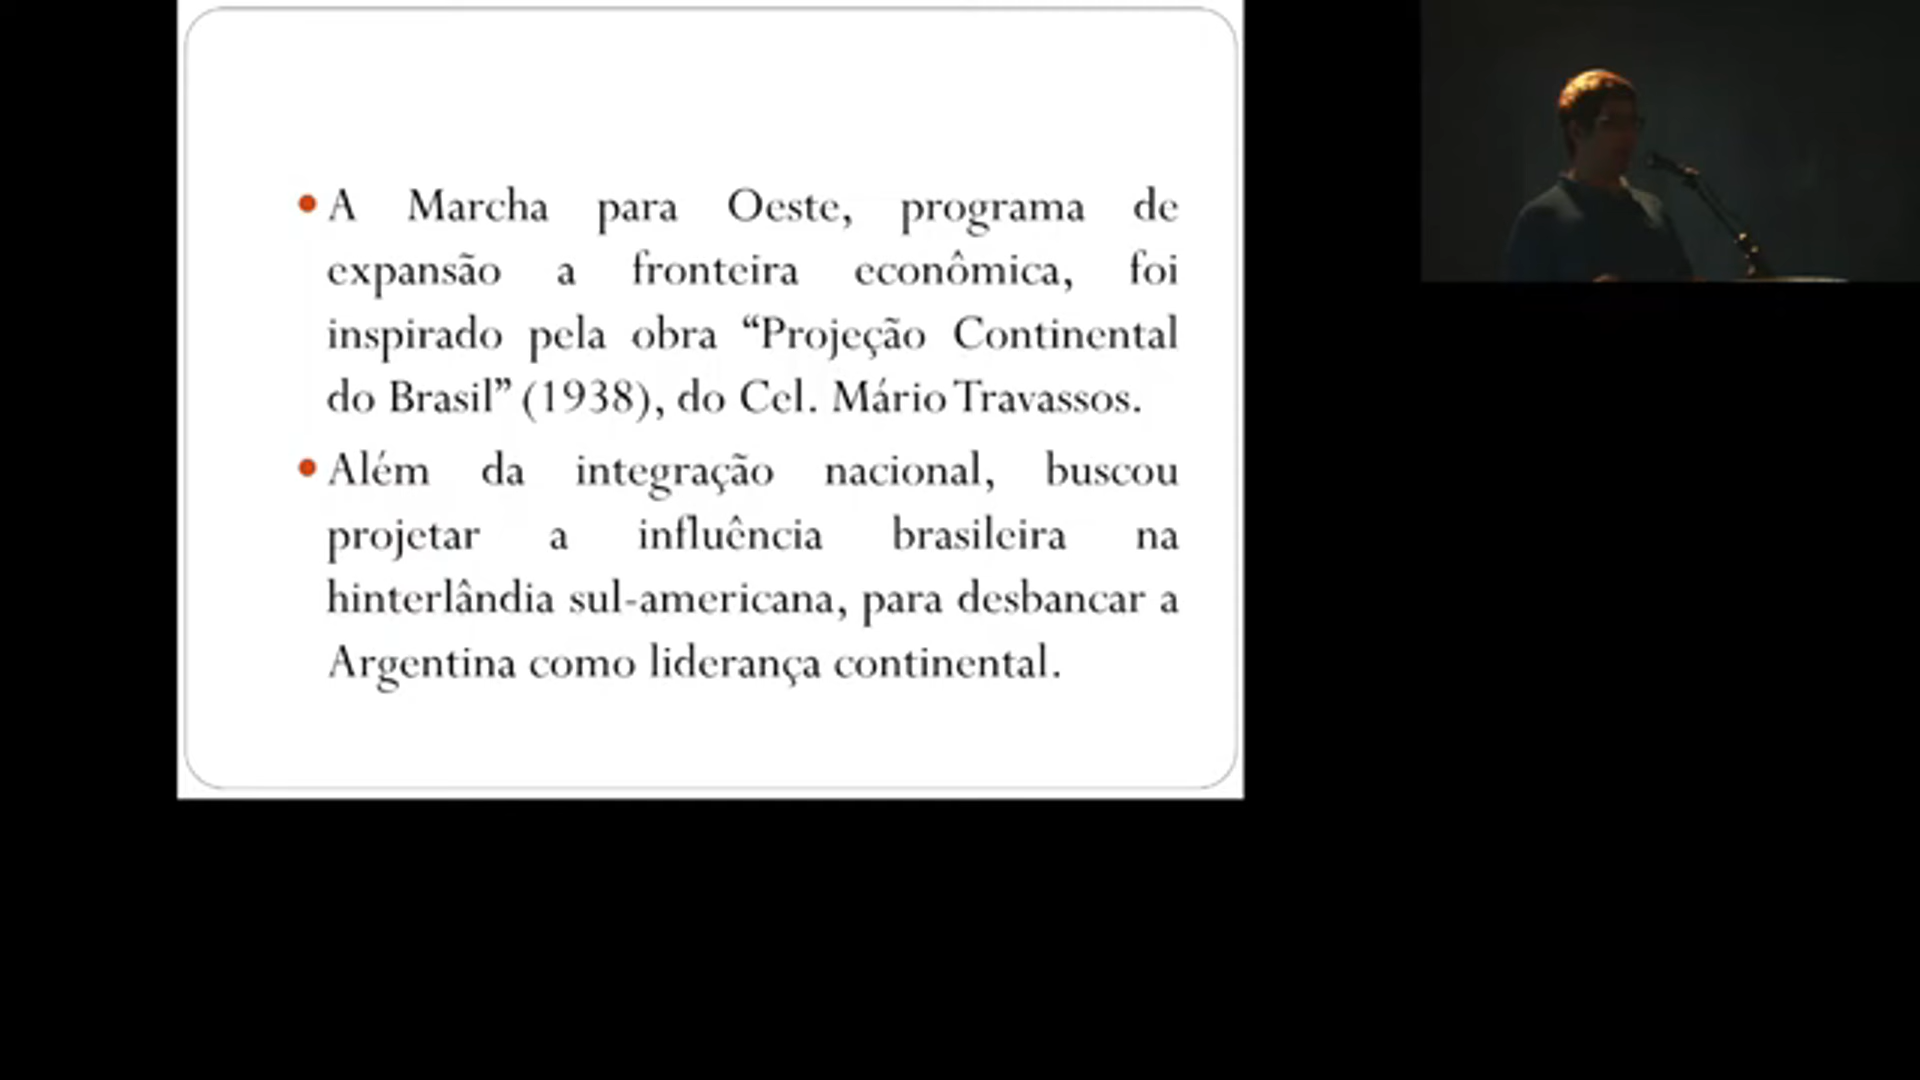 • A Marcha para Oeste, programa de
expansão a fronteira econômica, foi
inspirado pela obra “Projeção Continental
do Brasil” (1938), do Cel. Mário Travassos.
• Além da integração nacional, buscou
projetar a influência brasileira na
hinterlândia sul-americana, para desbancar a
Argentina como liderança continental.